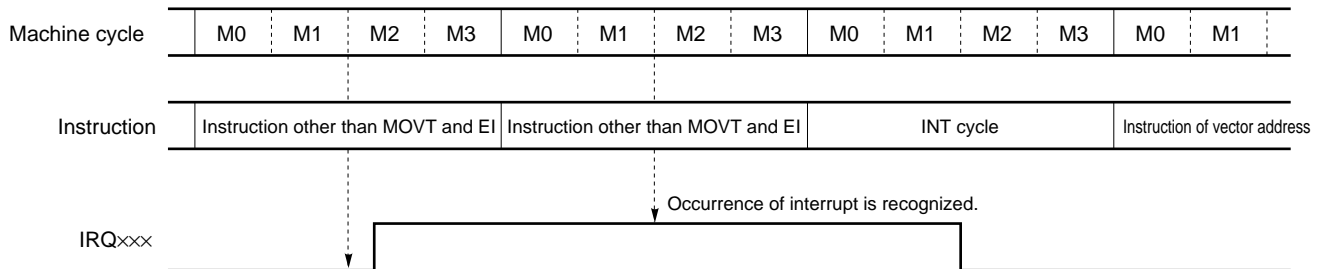 Machine cycle M0 M1 M2 M3 M0 M1 M2 M3 M0 M1 M2 M3 M0 M1
Instruction Instruction other than MOVT and EI Instruction other than MOVT and EI INT cycle Instruction of vector address
Occurrence of interrupt is recognized.
IRQ×××